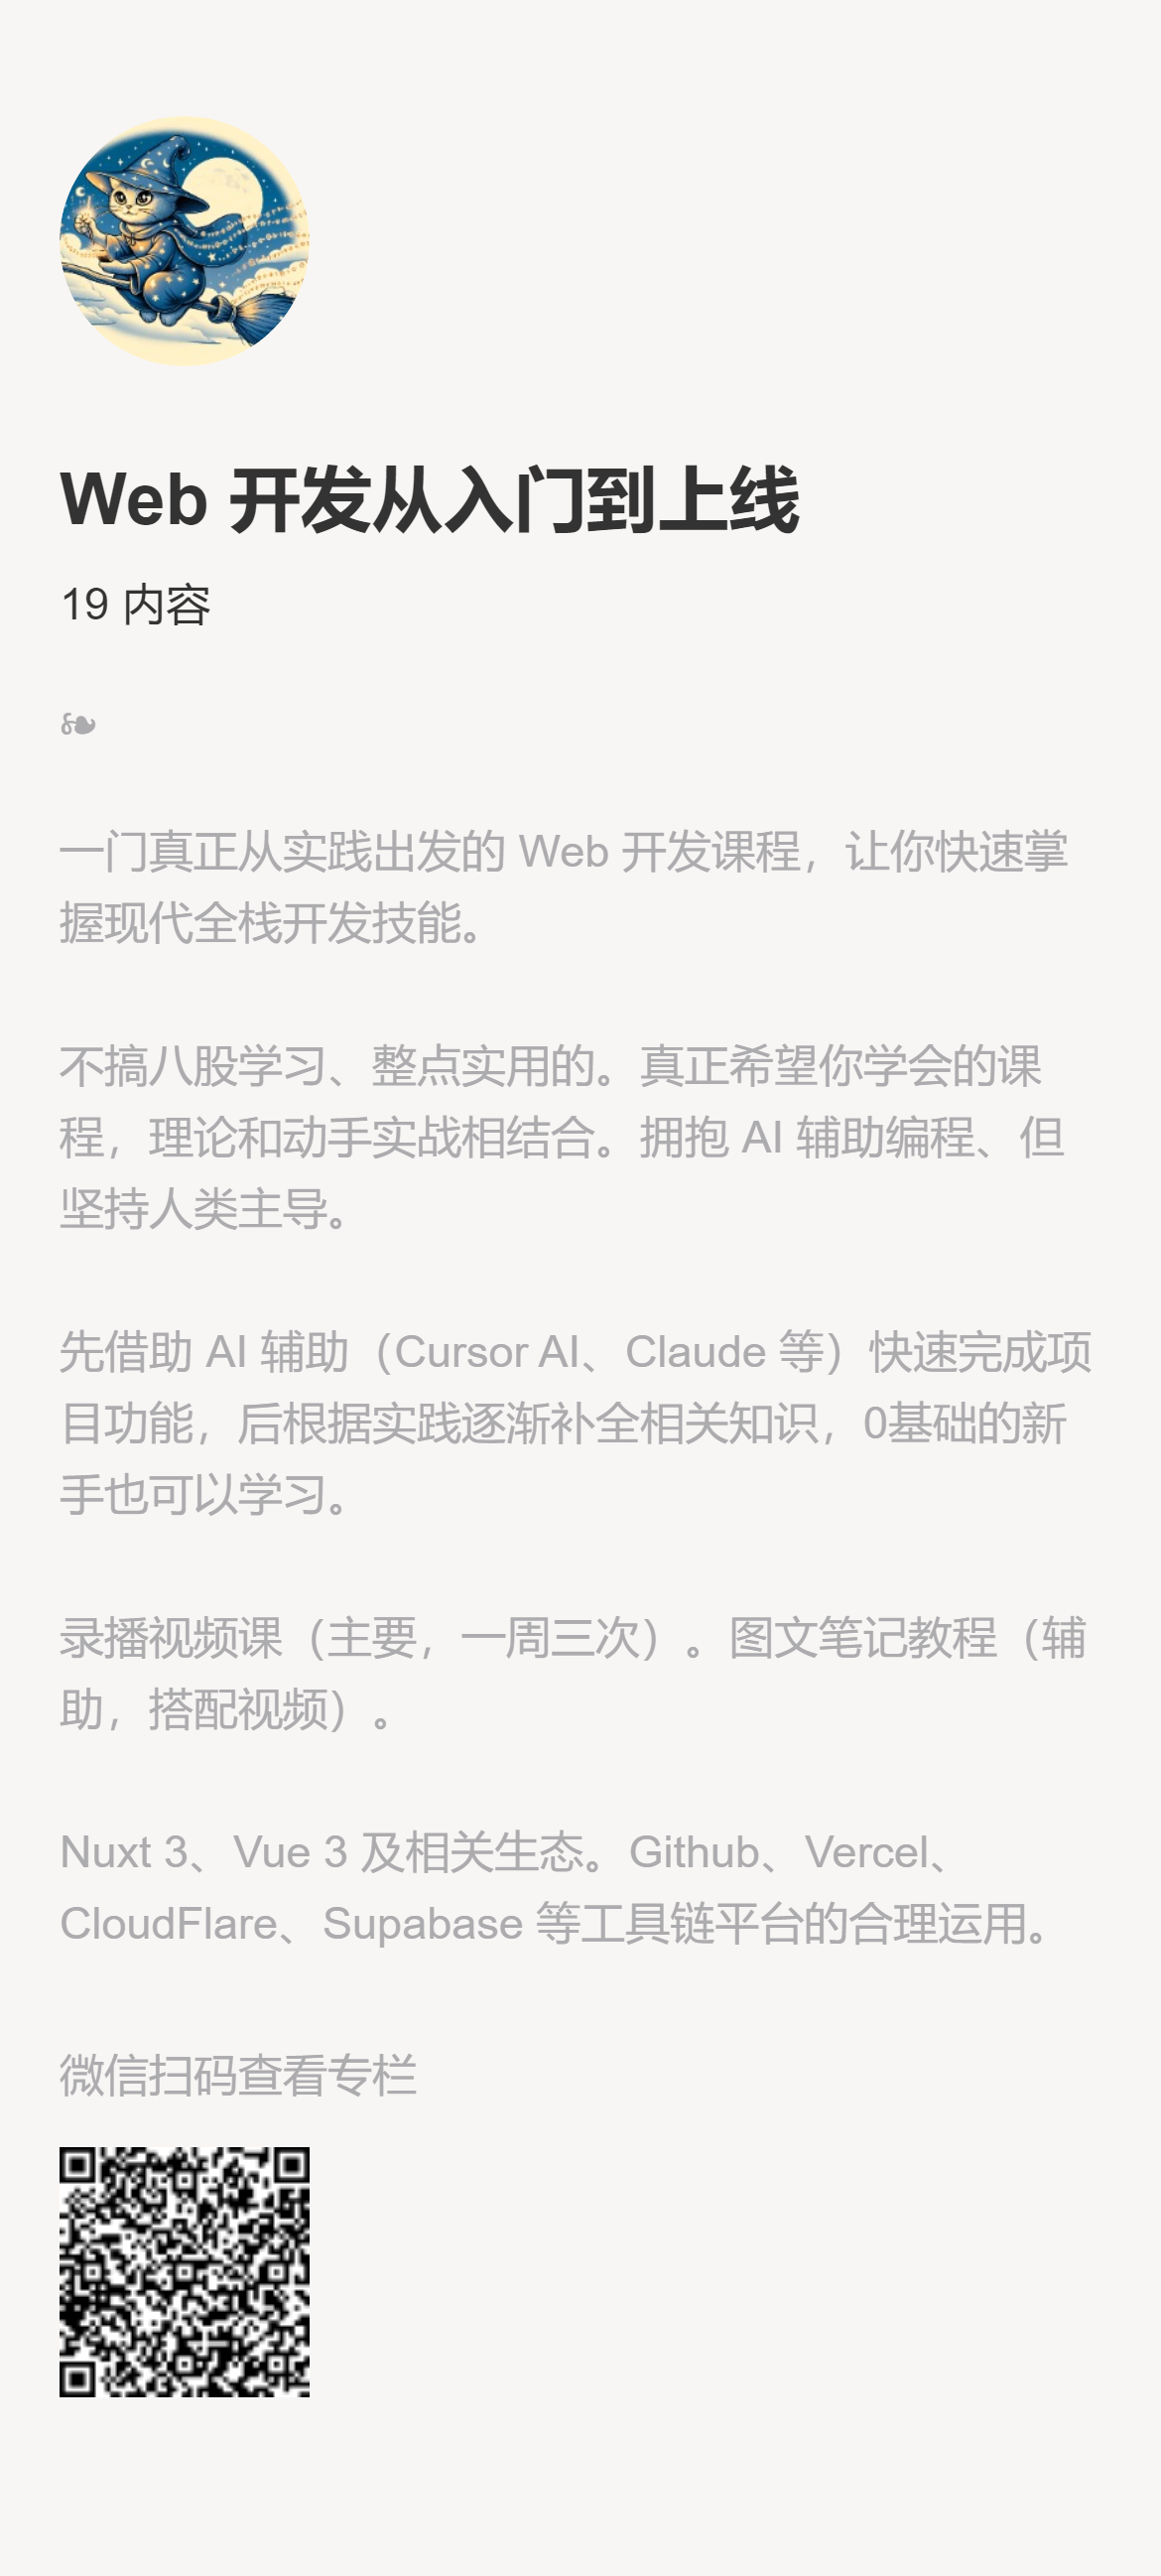 Web 开发从入门到上线
19 内容
❧
一门真正从实践出发的 Web 开发课程，让你快速掌
握现代全栈开发技能。
不搞八股学习、整点实用的。真正希望你学会的课
程，理论和动手实战相结合。拥抱 AI 辅助编程、但
坚持人类主导。
先借助 AI 辅助（Cursor AI、Claude 等）快速完成项
目功能，后根据实践逐渐补全相关知识，0基础的新
手也可以学习。
录播视频课（主要，一周三次）。图文笔记教程（辅
助，搭配视频）。
Nuxt 3、Vue 3 及相关生态。Github、Vercel、
CloudFlare、Supabase 等工具链平台的合理运用。
微信扫码查看专栏